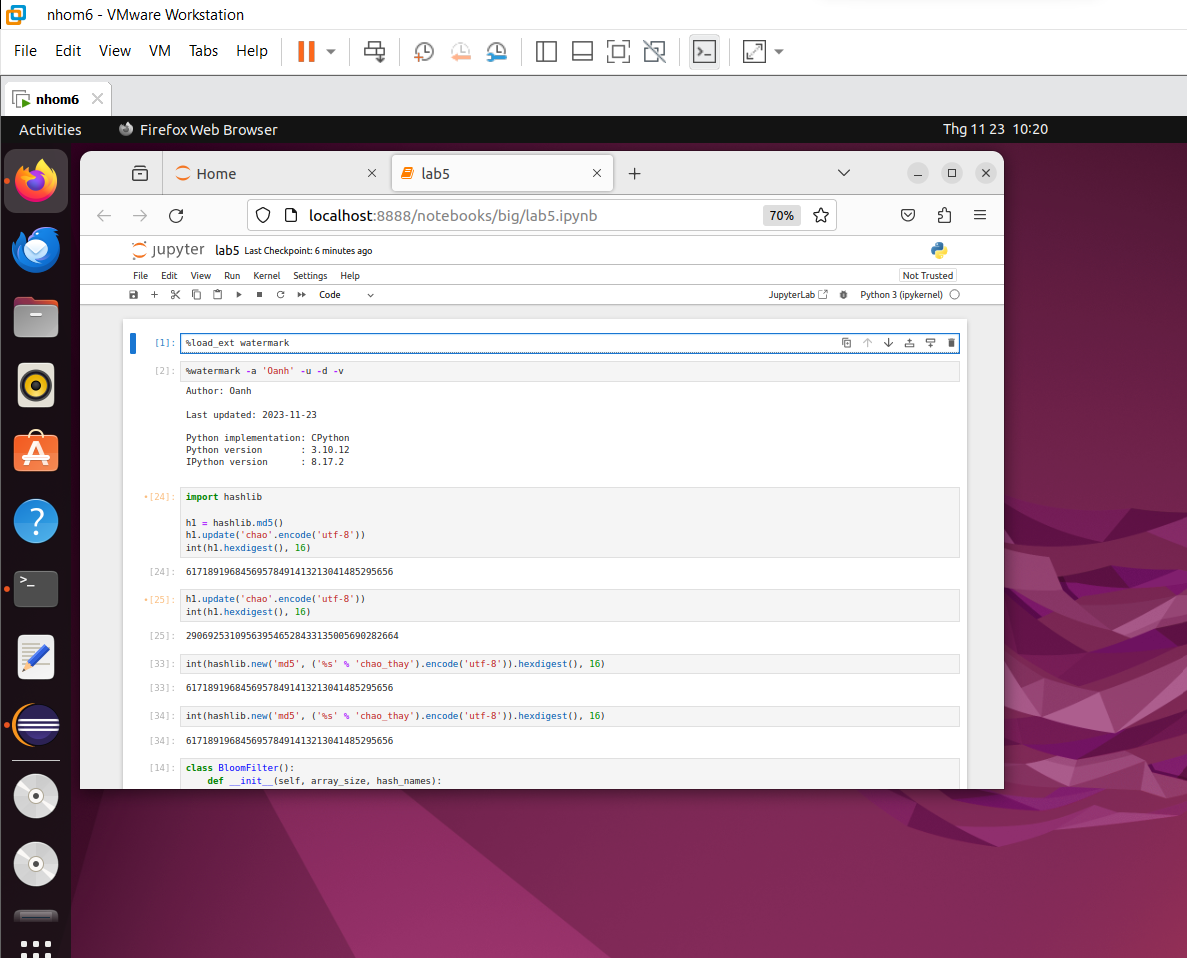 nhom6 - VMware Workstation
File Edit View VM Tabs Help
nhom6
Activities Firefox Web Browser Thg 11 23 10:20
Home lab5
localhost:8888/notebooks/big/lab5.ipynb 70%
jupyter lab5 Last Checkpoint: 6 minutes ago
File Edit View Run Kernel Settings Help Not Trusted
Code JupyterLab Python 3 (ipykernel)
[1]: %load_ext watermark
[2]: %watermark -a 'Oanh' -u -d -v
Author: Oanh
Last updated: 2023-11-23
Python implementation: CPython
Python version : 3.10.12
IPython version : 8.17.2
•[24]: import hashlib
h1 = hashlib.md5()
h1.update('chao'.encode('utf-8'))
int(h1.hexdigest(), 16)
[24]: 61718919684569578491413213041485295656
•[25]: h1.update('chao'.encode('utf-8'))
int(h1.hexdigest(), 16)
[25]: 290692531095639546528433135005690282664
[33]: int(hashlib.new('md5', ('%s' % 'chao_thay').encode('utf-8')).hexdigest(), 16)
[33]: 61718919684569578491413213041485295656
[34]: int(hashlib.new('md5', ('%s' % 'chao_thay').encode('utf-8')).hexdigest(), 16)
[34]: 61718919684569578491413213041485295656
[14]: class BloomFilter():
def __init__(self, array_size, hash_names):